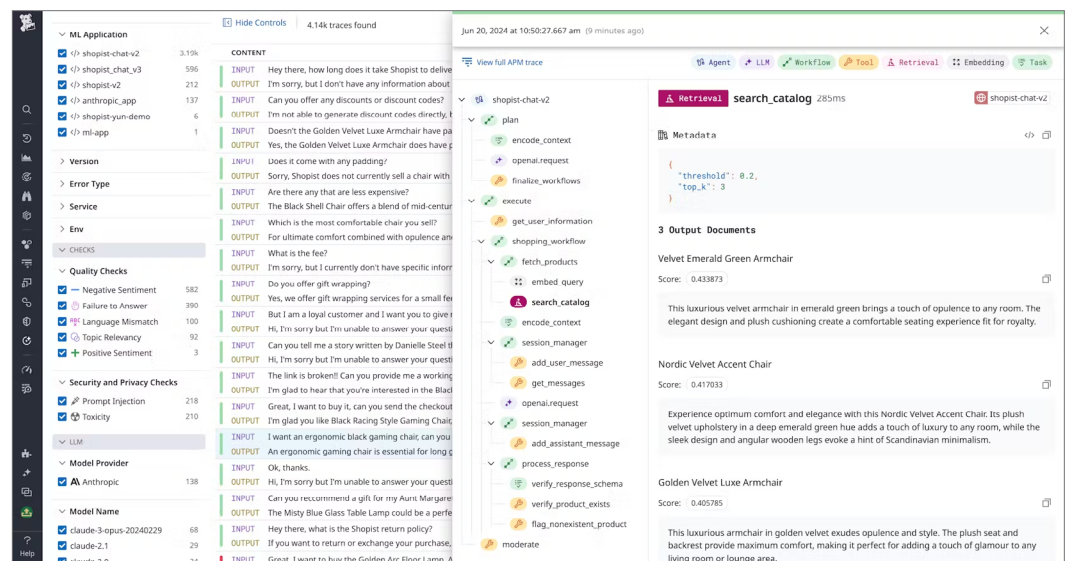 ML Application
shopist-chat-v2 3.19k
shopist_chat_v3 596
shopist-v2 212
anthropic_app 137
shopist-yun-demo 6
ml-app 1
Version
Error Type
Service
Env
CHECKS
Quality Checks
Negative Sentiment 582
Failure to Answer 390
Language Mismatch 100
Topic Relevancy 92
Positive Sentiment 3
Security and Privacy Checks
Prompt Injection 218
Toxicity 210
LLM
Model Provider
Anthropic 138
Model Name
claude-3-opus-20240229 68
claude-2.1 29
Help
Hide Controls 4.14k traces found
CONTENT
INPUT Hey there, how long does it take Shopist to delive
OUTPUT I'm sorry, but I don't have any information about
INPUT Can you offer any discounts or discount codes?
OUTPUT I'm not able to generate discount codes directly, b
INPUT Doesn't the Golden Velvet Luxe Armchair have pa
OUTPUT Yes, the Golden Velvet Luxe Armchair does have p
INPUT Does it come with any padding?
OUTPUT Sorry, Shopist does not currently sell a chair with
INPUT Are there any that are less expensive?
OUTPUT The Black Shell Chair offers a blend of mid-centur
INPUT Which is the most comfortable chair you sell?
OUTPUT For ultimate comfort combined with opulence an
INPUT What is the fee?
OUTPUT I'm sorry, but I currently don't have specific inforr
INPUT Do you offer gift wrapping?
OUTPUT Yes, we offer gift wrapping services for a small fe
INPUT But I am a loyal customer and I want you to give r
OUTPUT Hi, I'm sorry but I'm unable to answer your questi
INPUT Can you tell me a story written by Danielle Steel th
OUTPUT Hi, I'm sorry but I'm unable to answer your questi
INPUT The link is broken!! Can you provide me a working
OUTPUT I'm glad to hear that you're interested in the Blac
INPUT Great, I want to buy it, can you send the checkout
OUTPUT I'm glad you like Black Racing Style Gaming Chair,
INPUT I want an ergonomic black gaming chair, can you
OUTPUT An ergonomic gaming chair is essential for long g
INPUT Ok, thanks.
OUTPUT Hi, I'm sorry but I'm unable to answer your questi
INPUT Can you recommend a gift for my Aunt Margaret
OUTPUT The Misty Blue Glass Table Lamp could be a perfe
INPUT Hey there, what is the Shopist return policy?
OUTPUT If you want to return or exchange your purchase,
INPUT Great, I want to buy the Golden Arc Floor Lamp. A
Jun 20, 2024 at 10:50:27.667 am (9 minutes ago)
View full APM trace
Agent LLM Workflow Tool Retrieval Embedding Task
shopist-chat-v2
plan
encode_context
openai.request
finalize_workflows
execute
get_user_information
shopping_workflow
fetch_products
embed_query
search_catalog
encode_context
session_manager
add_user_message
get_messages
openai.request
session_manager
add_assistant_message
process_response
verify_response_schema
verify_product_exists
flag_nonexistent_product
moderate
Retrieval search_catalog 285ms shopist-chat-v2
Metadata
{
"threshold": 0.2,
"top_k": 3
}
3 Output Documents
Velvet Emerald Green Armchair
Score: 0.433873
This luxurious velvet armchair in emerald green brings a touch of opulence to any room. The
elegant design and plush cushioning create a comfortable seating experience fit for royalty.
Nordic Velvet Accent Chair
Score: 0.417033
Experience optimum comfort and elegance with this Nordic Velvet Accent Chair. Its plush
velvet upholstery in a deep emerald green hue adds a touch of luxury to any room, while the
sleek design and angular wooden legs evoke a hint of Scandinavian minimalism.
Golden Velvet Luxe Armchair
Score: 0.405785
This luxurious armchair in golden velvet exudes opulence and style. The plush seat and
backrest provide maximum comfort, making it perfect for adding a touch of glamour to any
living room or lounge area.